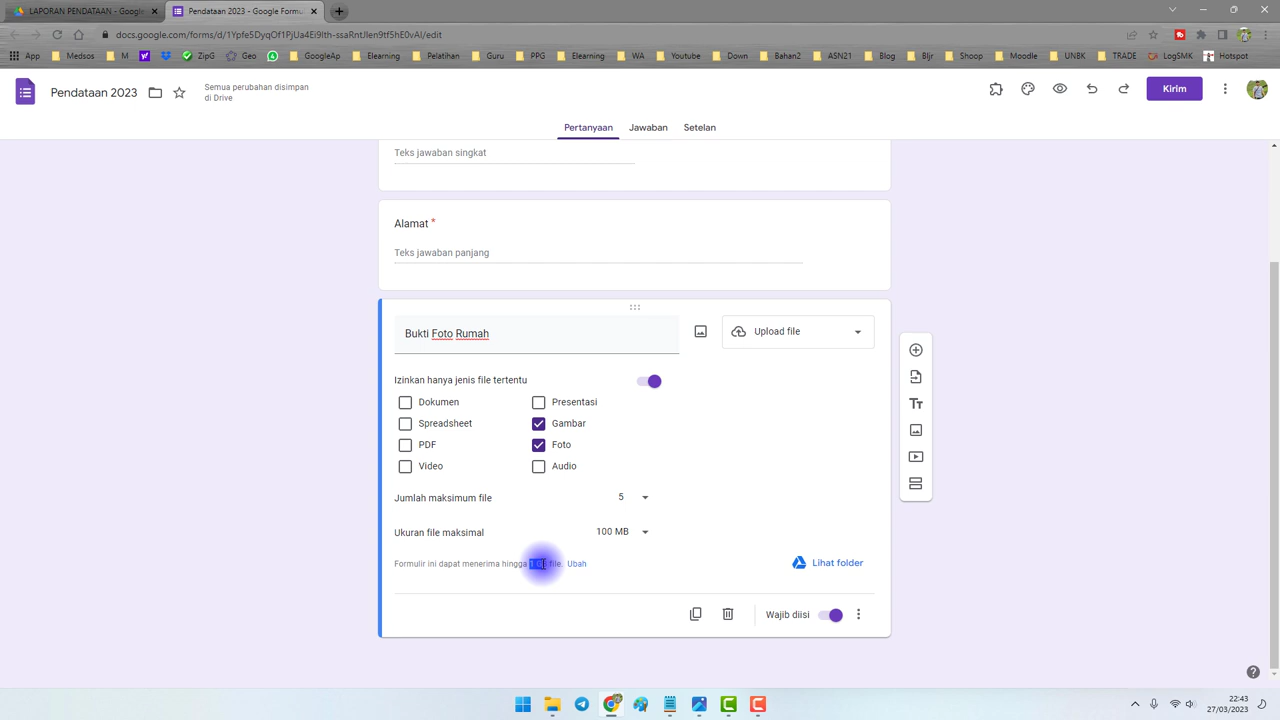 LAPORAN PENDATAAN - Google
Pendataan 2023 - Google Formu
docs.google.com/forms/d/1Ypfe5DyqOf1PjUa4Ei9Ith-ssaRntJlen9tf5hE0vAI/edit
App
Medsos
M
ZipG
Geo
GoogleApp
Elearning
Guru
PPG
Elearning
WA
Youtube
Down
Bahan2
ASN21
Blog
Bljr
Shoop
Moodle
UNBK
TRADE
LogSMK
Hotspot
Pendataan 2023
Semua perubahan disimpan
di Drive
Kirim
Pertanyaan
Jawaban
Setelan
Teks jawaban singkat
Alamat *
Teks jawaban panjang
Bukti Foto Rumah
Upload file
Izinkan hanya jenis file tertentu
Dokumen
Presentasi
Spreadsheet
Gambar
PDF
Foto
Video
Audio
Jumlah maksimum file
5
Ukuran file maksimal
100 MB
Formulir ini dapat menerima hingga
file. Ubah
Lihat folder
Wajib diisi
22:43
27/03/2023